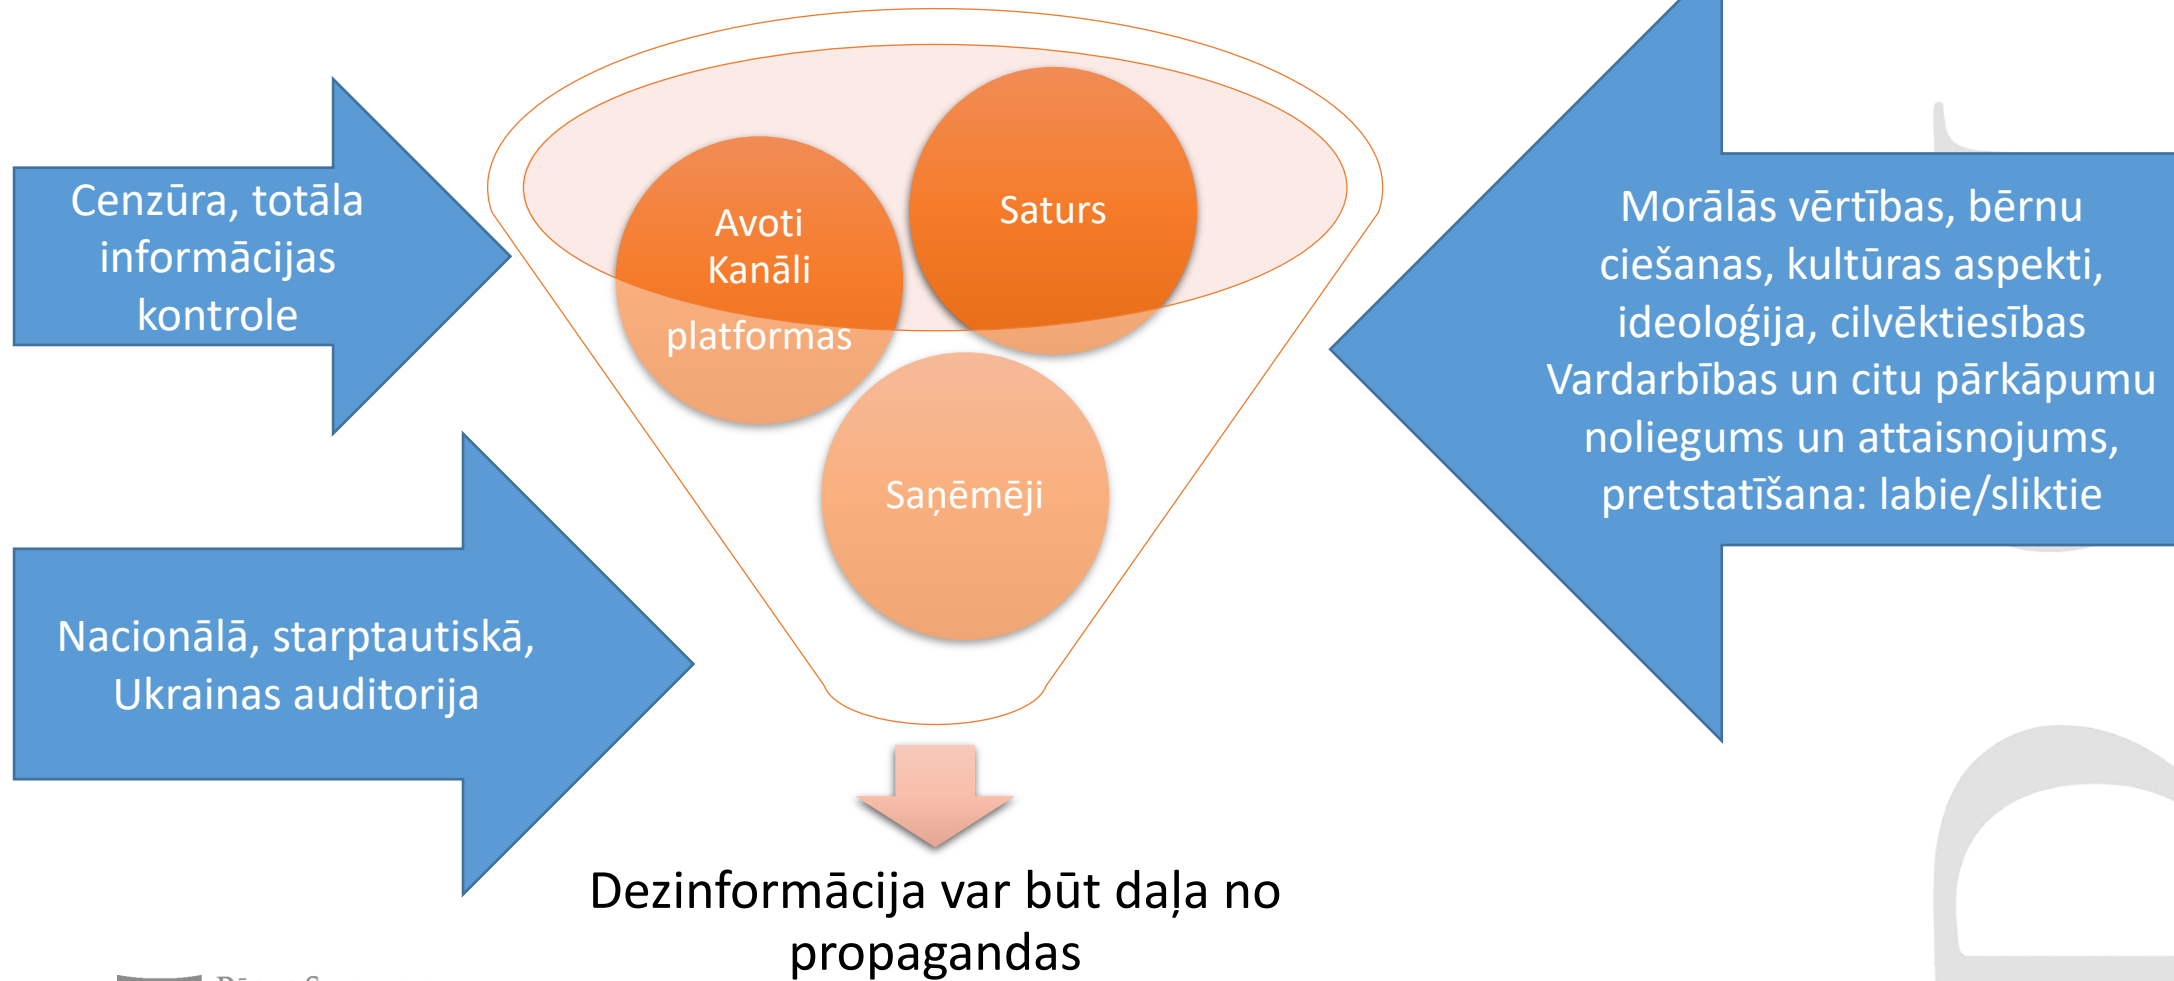 Cenzūra, totāla
informācijas
kontrole
Avoti
Kanāli
platformas
Saturs
Saņēmēji
Morālās vērtības, bērnu
ciešanas, kultūras aspekti,
ideoloģija, cilvēktiesības
Vardarbības un citu pārkāpumu
noliegums un attaisnojums,
pretstatīšana: labie/sliktie
Nacionālā, starptautiskā,
Ukrainas auditorija
Dezinformācija var būt daļa no
propagandas